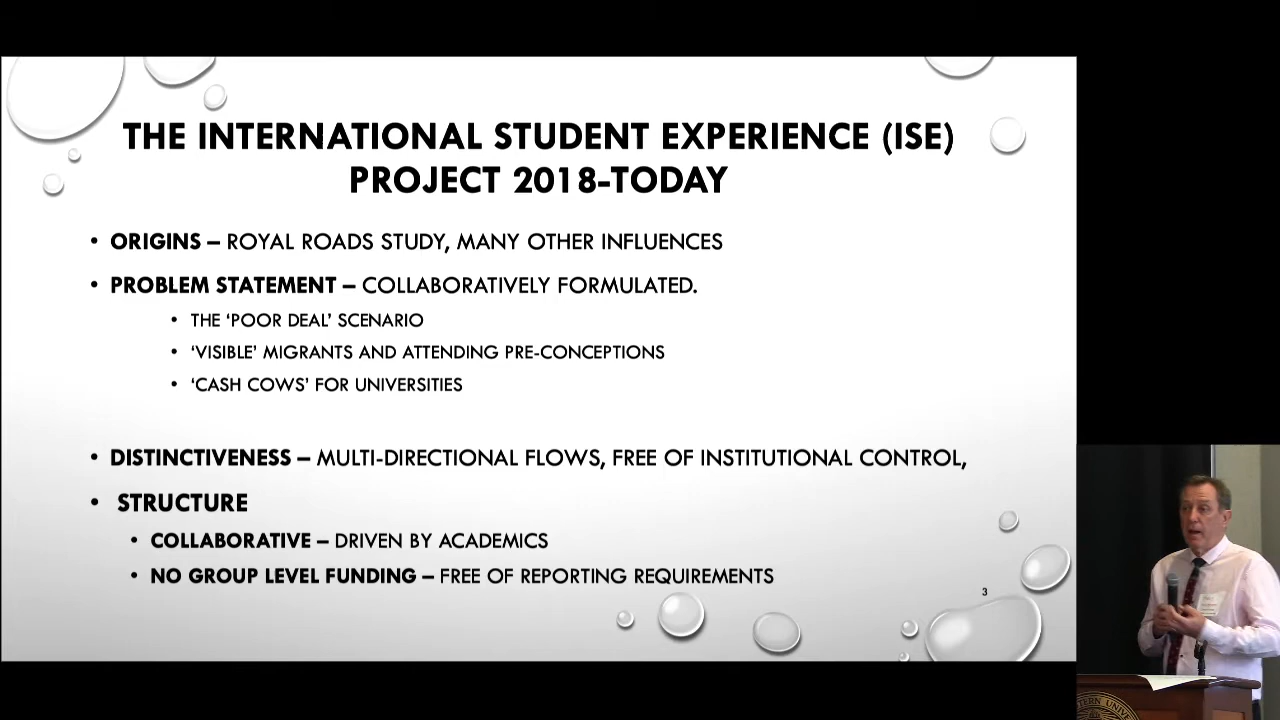 THE INTERNATIONAL STUDENT EXPERIENCE (ISE)
PROJECT 2018-TODAY
• ORIGINS – ROYAL ROADS STUDY, MANY OTHER INFLUENCES
• PROBLEM STATEMENT – COLLABORATIVELY FORMULATED.
• THE ‘POOR DEAL’ SCENARIO
• ‘VISIBLE’ MIGRANTS AND ATTENDING PRE-CONCEPTIONS
• ‘CASH COWS’ FOR UNIVERSITIES
• DISTINCTIVENESS – MULTI-DIRECTIONAL FLOWS, FREE OF INSTITUTIONAL CONTROL,
• STRUCTURE
• COLLABORATIVE – DRIVEN BY ACADEMICS
• NO GROUP LEVEL FUNDING – FREE OF REPORTING REQUIREMENTS
3